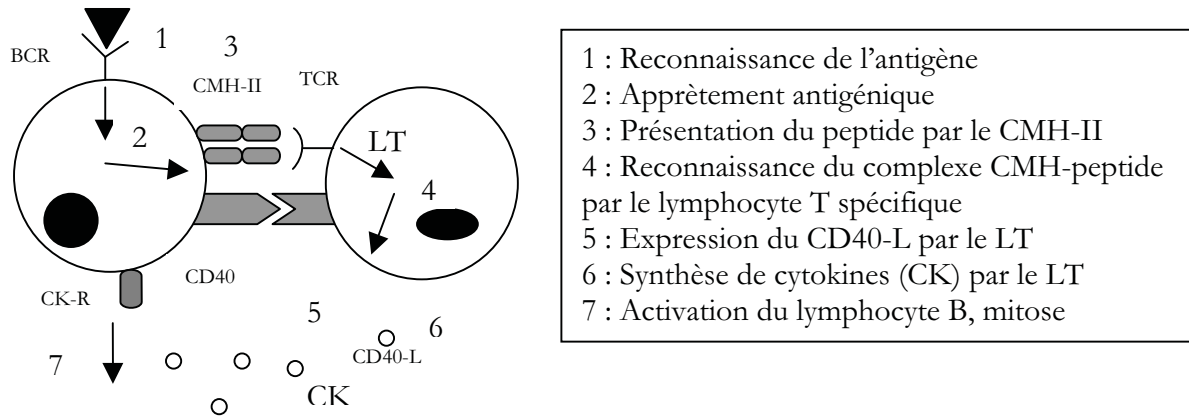 BCR
1
3
CMH-II
TCR
2
LT
4
CK-R
CD40
5
6
7
CD40-L
CK
1 : Reconnaissance de l'antigène
2 : Apprètement antigénique
3 : Présentation du peptide par le CMH-II
4 : Reconnaissance du complexe CMH-peptide
par le lymphocyte T spécifique
5 : Expression du CD40-L par le LT
6 : Synthèse de cytokines (CK) par le LT
7 : Activation du lymphocyte B, mitose